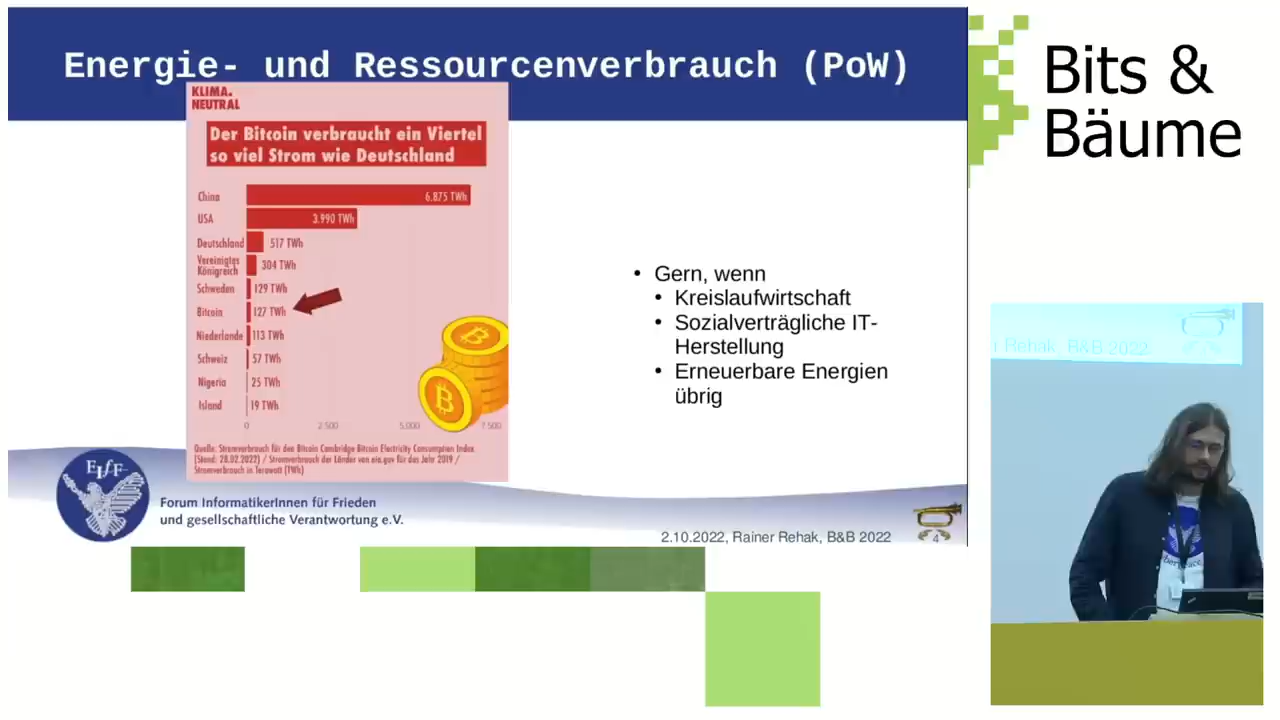 Energie- und Ressourcenverbrauch (PoW)
Bits &
Bäume
KLIMA.
NEUTRAL
Der Bitcoin verbraucht ein Viertel
so viel Strom wie Deutschland
China 6.875 TWh
USA 3.990 TWh
Deutschland 517 TWh
Vereinigtes
Königreich 304 TWh
Schweden 129 TWh
Bitcoin 127 TWh
Niederlande 113 TWh
Schweiz 57 TWh
Nigeria 25 TWh
Island 19 TWh
0 2.500 5.000 7.500
Quelle: Stromverbrauch für den Bitcoin Cambridge Bitcoin Electricity Consumption Index
(Stand: 28.02.2022) / Stromverbrauch der Länder von eia.gov für das Jahr 2019 /
Stromverbrauch in Terawatt (TWh)
• Gern, wenn
• Kreislaufwirtschaft
• Sozialverträgliche IT-
Herstellung
• Erneuerbare Energien
übrig
FIfF
Forum InformatikerInnen für Frieden
und gesellschaftliche Verantwortung e.V.
2.10.2022, Rainer Rehak, B&B 2022
4
r Rehak, B&B 2022